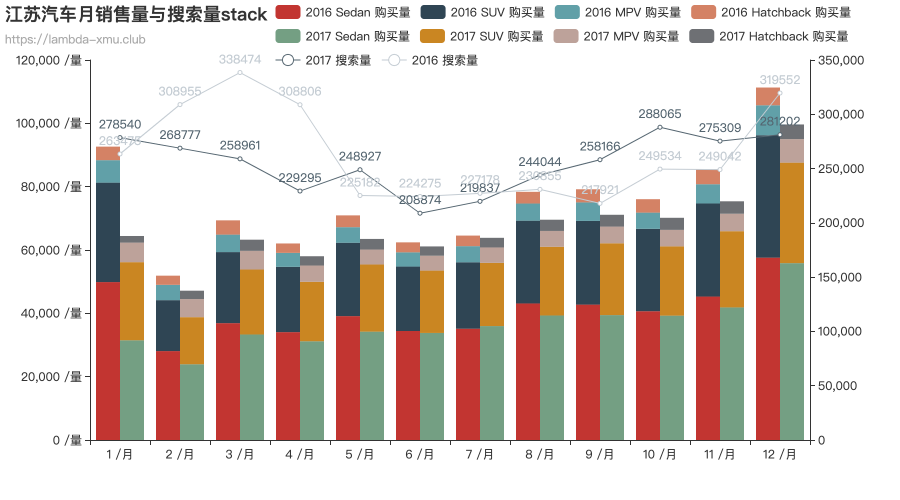 江苏汽车月销售量与搜索量stack
https://lambda-xmu.club
2016 Sedan 购买量 2016 SUV 购买量 2016 MPV 购买量 2016 Hatchback 购买量
2017 Sedan 购买量 2017 SUV 购买量 2017 MPV 购买量 2017 Hatchback 购买量
2017 搜索量 2016 搜索量
120,000 /量
100,000 /量
80,000 /量
60,000 /量
40,000 /量
20,000 /量
0 /量
350,000
300,000
250,000
200,000
150,000
100,000
50,000
0
278540
268777
258961
229295
248927
208874
219837
244044
258166
288065
275309
281202
263475
308955
338474
308806
225182
224275
227178
217921
249534
249042
319552
1 /月
2 /月
3 /月
4 /月
5 /月
6 /月
7 /月
8 /月
9 /月
10 /月
11 /月
12 /月